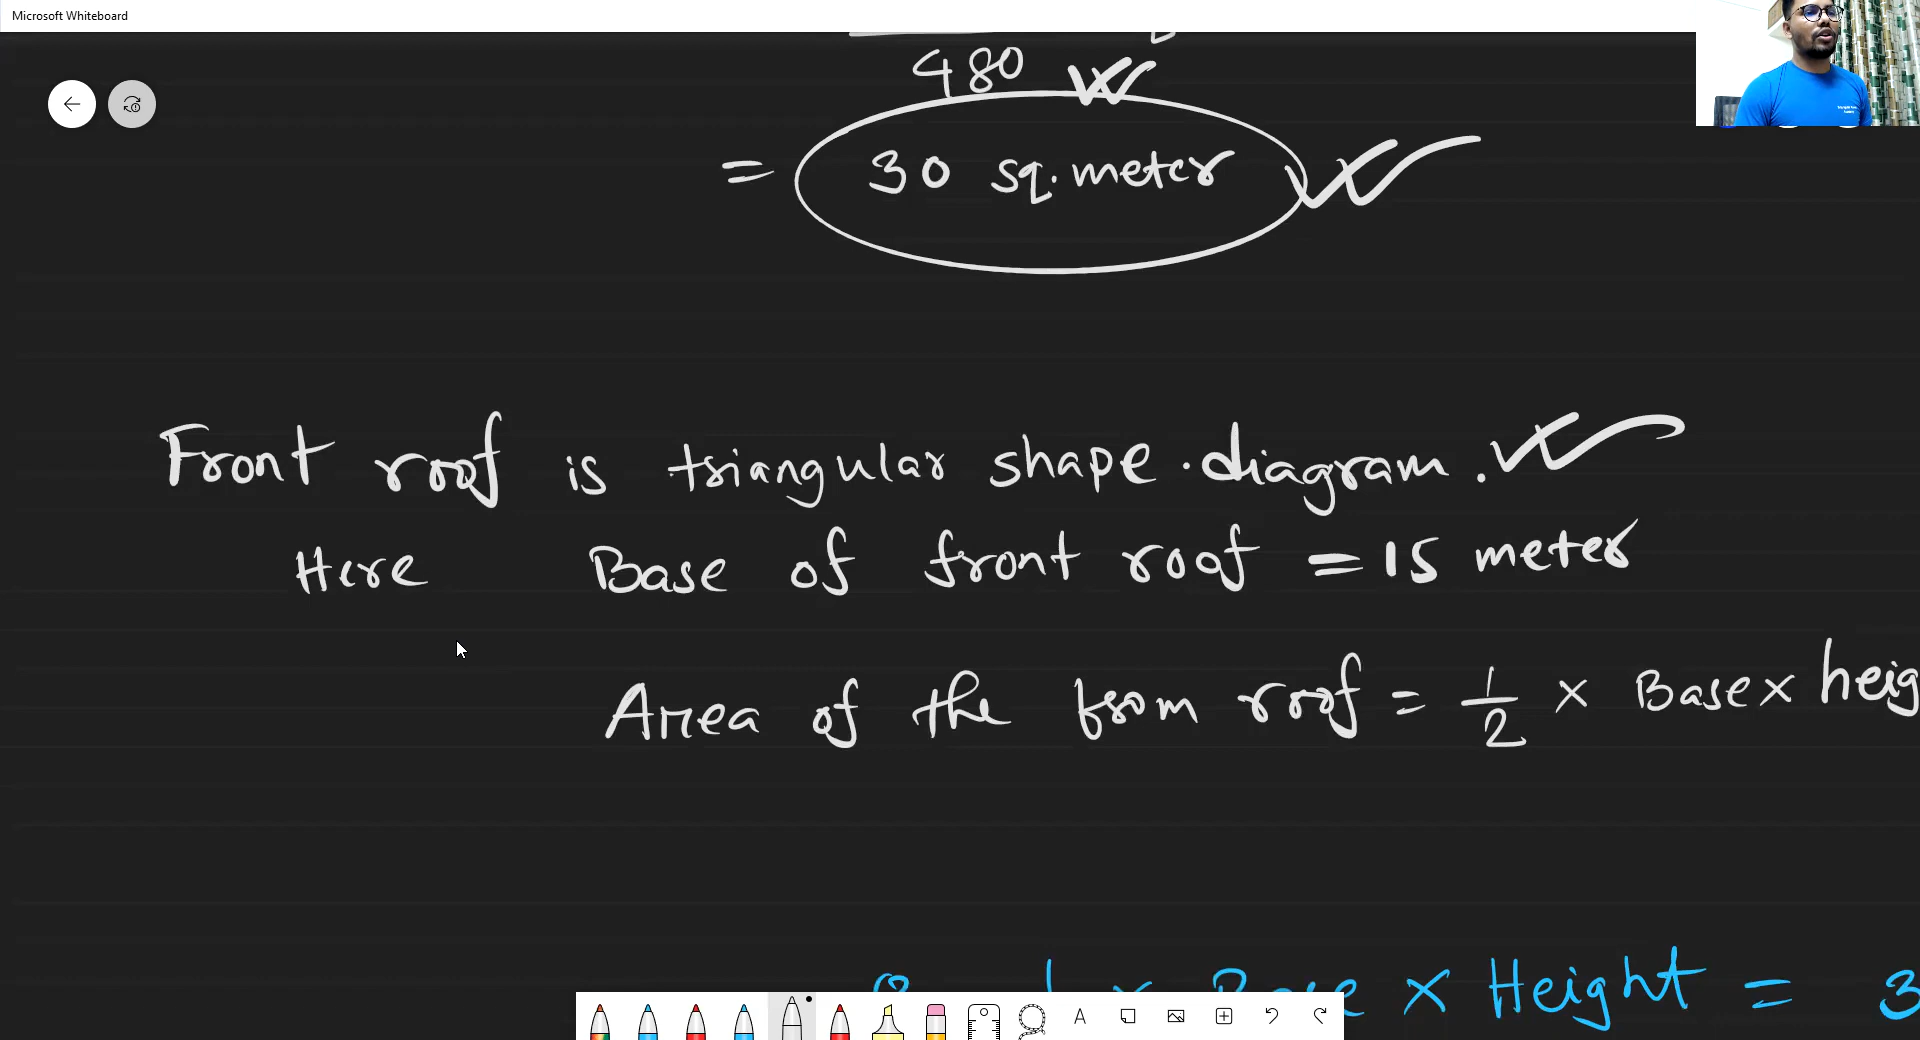 Microsoft Whiteboard
480
= 30 sq. meter
Front roof is triangular shape . diagram .
Here Base of front roof = 15 meter
Area of the from roof = 1/2 × Base × heig
× Height = 3